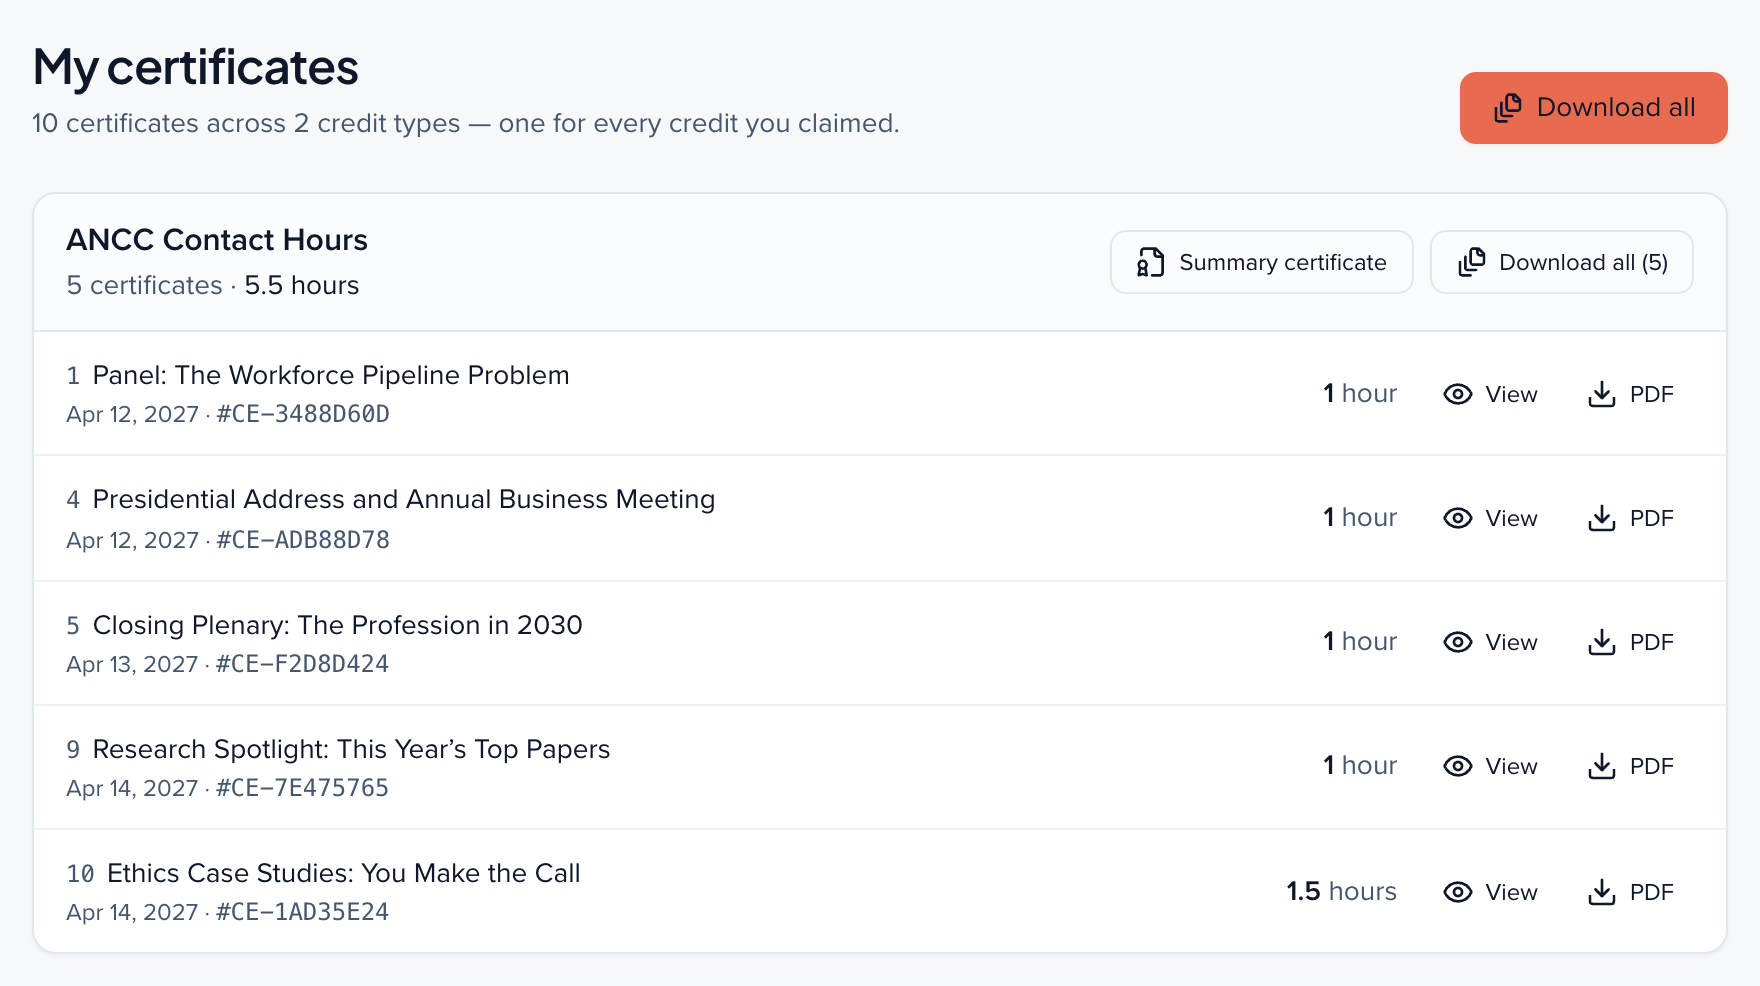 My certificates
10 certificates across 2 credit types — one for every credit you claimed.
Download all
ANCC Contact Hours
5 certificates · 5.5 hours
Summary certificate
Download all (5)
1 Panel: The Workforce Pipeline Problem
Apr 12, 2027 · #CE–3488D60D
1 hour
View
PDF
4 Presidential Address and Annual Business Meeting
Apr 12, 2027 · #CE–ADB88D78
1 hour
View
PDF
5 Closing Plenary: The Profession in 2030
Apr 13, 2027 · #CE–F2D8D424
1 hour
View
PDF
9 Research Spotlight: This Year’s Top Papers
Apr 14, 2027 · #CE–7E475765
1 hour
View
PDF
10 Ethics Case Studies: You Make the Call
Apr 14, 2027 · #CE–1AD35E24
1.5 hours
View
PDF